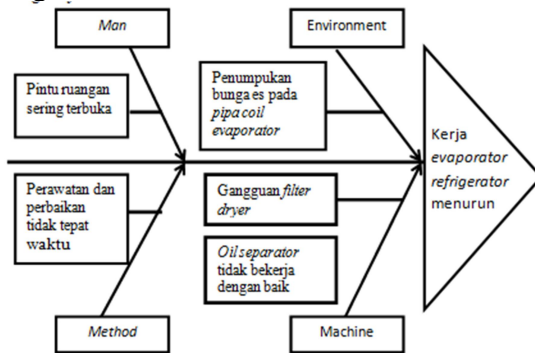 Man
Environment
Pintu ruangan
sering terbuka
Penumpukan
bunga es pada
pipa coil
evaporator
Kerja
evaporator
refrigerator
menurun
Perawatan dan
perbaikan
tidak tepat
waktu
Gangguan filter
dryer
Oil separator
tidak bekerja
dengan baik
Method
Machine